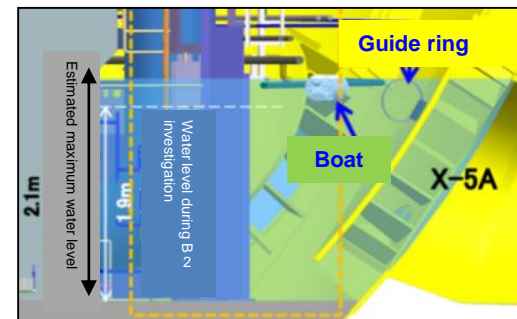 Guide ring
Boat
X-5A
Estimated maximum water level
2.1m
1.9m
Water level during B2
investigation